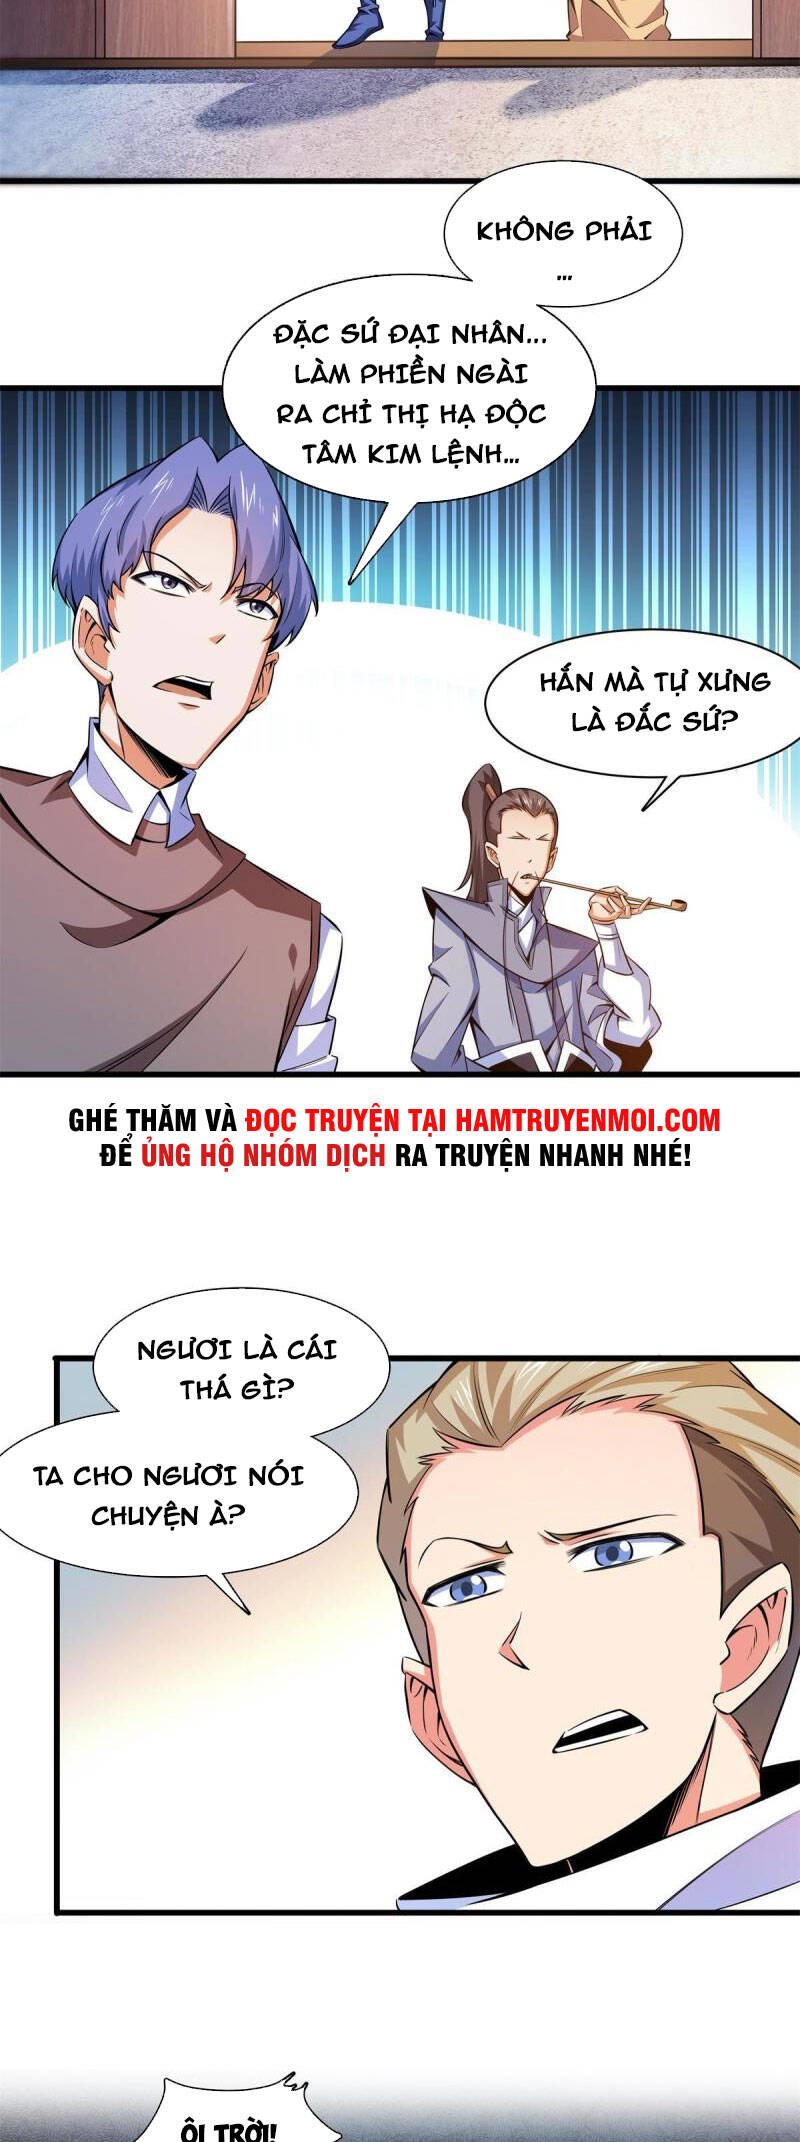 KHÔNG PHẢI
...
ĐẶC SỨ ĐẠI NHÂN...
LÀM PHIỀN NGÀI
RA CHỈ THỊ HẠ ĐỘC
TÂM KIM LỆNH...
HẮN MÀ TỰ XƯNG
LÀ ĐẮC SỨ?
GHÉ THĂM VÀ ĐỌC TRUYỆN TẠI HAMTRUYENMOI.COM
ĐỂ ỦNG HỘ NHÓM DỊCH RA TRUYỆN NHANH NHÉ!
NGƯƠI LÀ CÁI
THÁ GÌ?
TA CHO NGƯƠI NÓI
CHUYỆN À?
ÔI TRỜI!